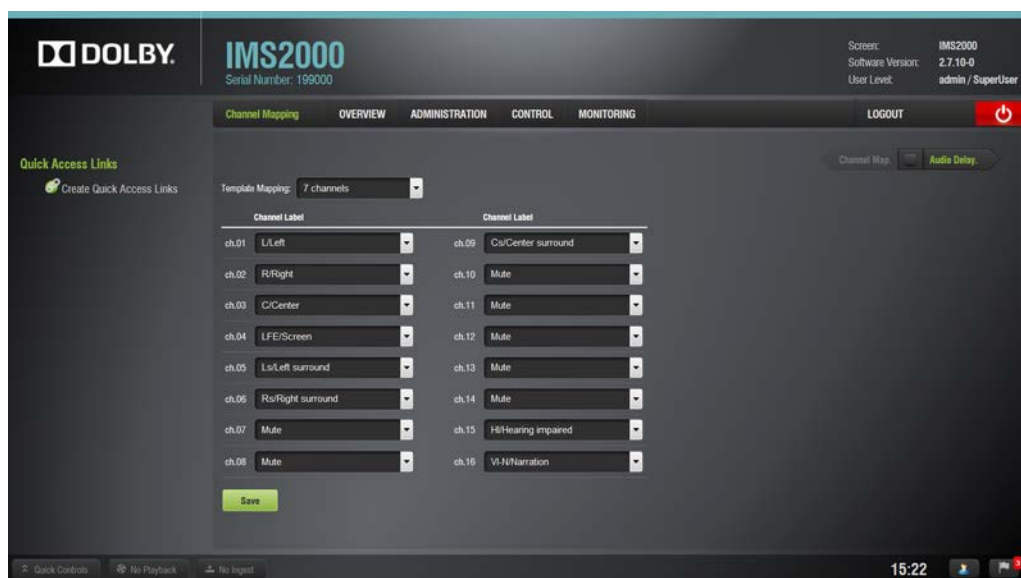 DOLBY.
IMS2000
Serial Number: 199000
Screen: IMS2000
Software Version: 2.7.10-0
User Level: admin / SuperUser
Channel Mapping OVERVIEW ADMINISTRATION CONTROL MONITORING LOGOUT
Quick Access Links
Create Quick Access Links
Channel Map. Audio Delay.
Template Mapping: 7 channels
Channel Label Channel Label
ch.01 L/Left ch.09 Cs/Center surround
ch.02 R/Right ch.10 Mute
ch.03 C/Center ch.11 Mute
ch.04 LFE/Screen ch.12 Mute
ch.05 Ls/Left surround ch.13 Mute
ch.06 Rs/Right surround ch.14 Mute
ch.07 Mute ch.15 HI/Hearing impaired
ch.08 Mute ch.16 VI-N/Narration
Save
Quick Controls No Playback No Ingest 15:22 3